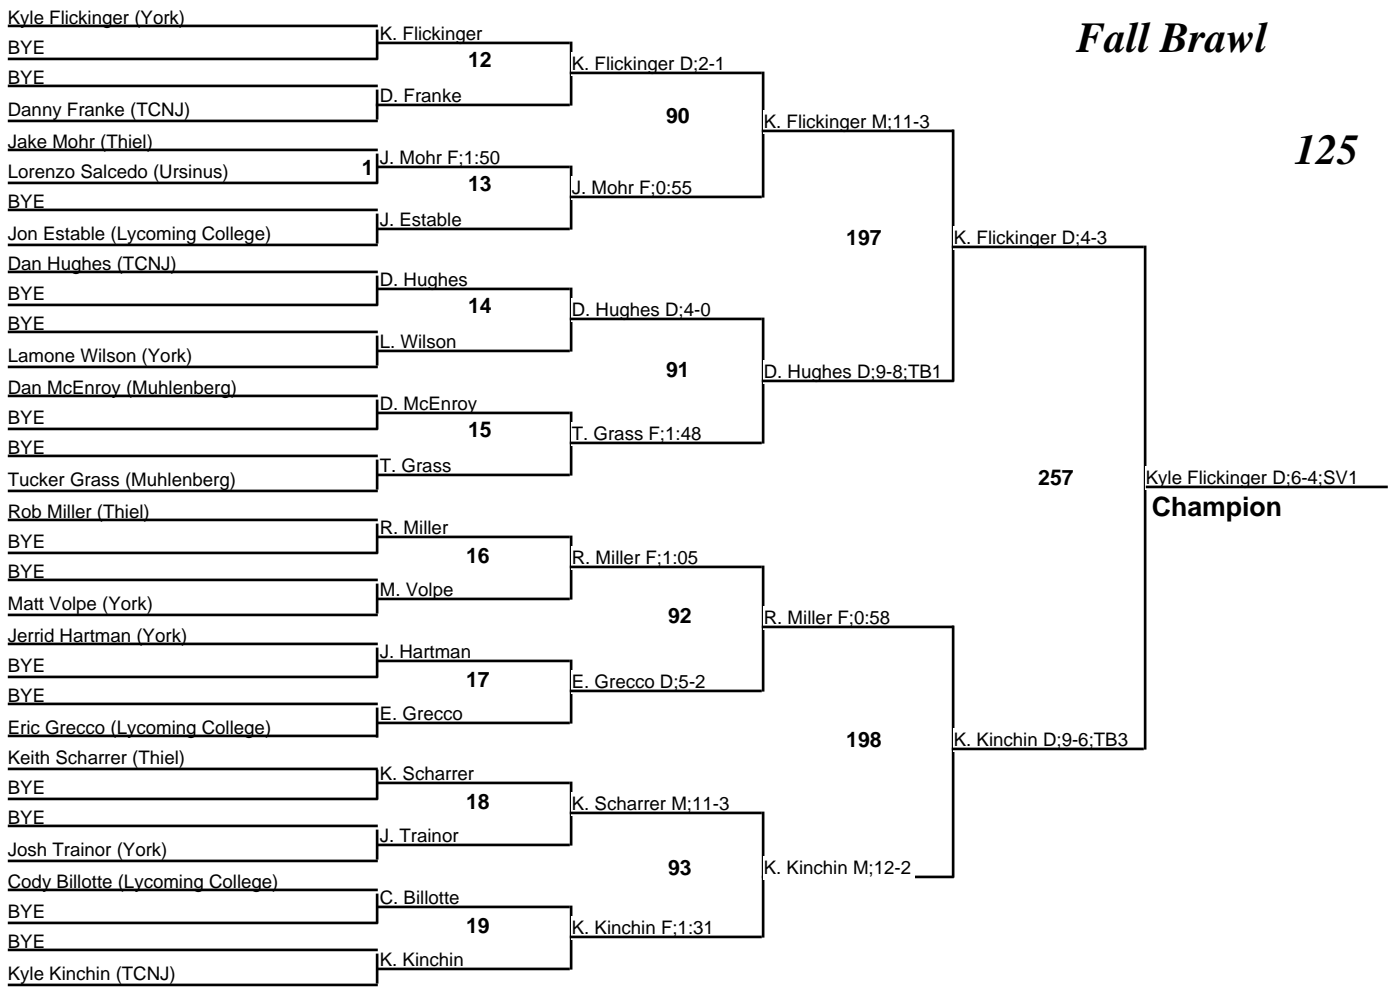 Fall Brawl
125
Kyle Flickinger (York)
BYE
BYE
Danny Franke (TCNJ)
Jake Mohr (Thiel)
Lorenzo Salcedo (Ursinus)
BYE
Jon Estable (Lycoming College)
Dan Hughes (TCNJ)
BYE
BYE
Lamone Wilson (York)
Dan McEnroy (Muhlenberg)
BYE
BYE
Tucker Grass (Muhlenberg)
Rob Miller (Thiel)
BYE
BYE
Matt Volpe (York)
Jerrid Hartman (York)
BYE
BYE
Eric Grecco (Lycoming College)
Keith Scharrer (Thiel)
BYE
BYE
Josh Trainor (York)
Cody Billotte (Lycoming College)
BYE
BYE
Kyle Kinchin (TCNJ)
1
K. Flickinger
12
D. Franke
J. Mohr F;1:50
13
J. Estable
D. Hughes
14
L. Wilson
D. McEnroy
15
T. Grass
R. Miller
16
M. Volpe
J. Hartman
17
E. Grecco
K. Scharrer
18
J. Trainor
C. Billotte
19
K. Kinchin
K. Flickinger D;2-1
90
J. Mohr F;0:55
D. Hughes D;4-0
91
T. Grass F;1:48
R. Miller F;1:05
92
E. Grecco D;5-2
K. Scharrer M;11-3
93
K. Kinchin F;1:31
K. Flickinger M;11-3
197
D. Hughes D;9-8;TB1
R. Miller F;0:58
198
K. Kinchin M;12-2
K. Flickinger D;4-3
257
K. Kinchin D;9-6;TB3
Kyle Flickinger D;6-4;SV1
Champion